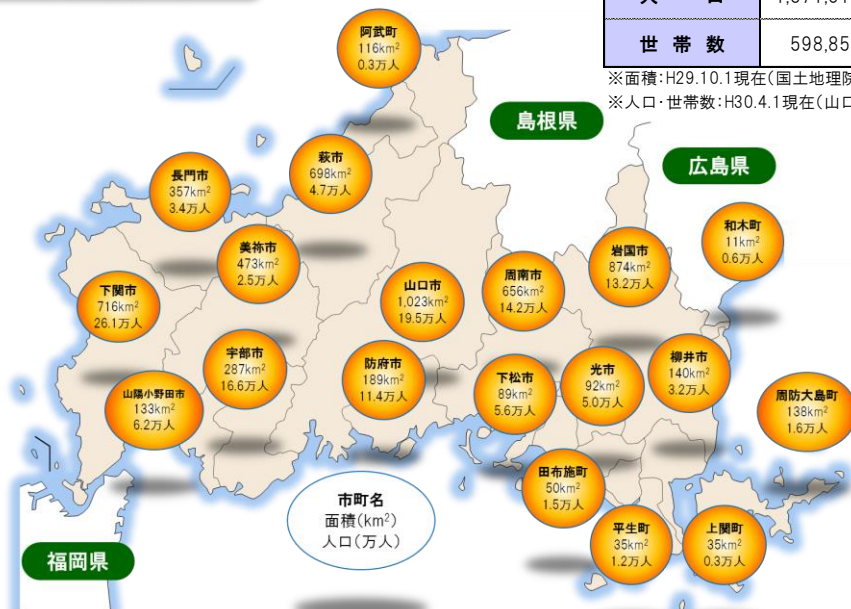 世帯数
598,85
※面積:H29.10.1現在(国土地理院
※人口・世帯数:H30.4.1現在(山口
阿武町
116km²
0.3万人
島根県
広島県
萩市
698km²
4.7万人
長門市
357km²
3.4万人
和木町
11km²
0.6万人
美祢市
473km²
2.5万人
岩国市
874km²
13.2万人
周南市
656km²
14.2万人
山口市
1,023km²
19.5万人
下関市
716km²
26.1万人
宇部市
287km²
16.6万人
防府市
189km²
11.4万人
下松市
89km²
5.6万人
光市
92km²
5.0万人
柳井市
140km²
3.2万人
山陽小野田市
133km²
6.2万人
周防大島町
138km²
1.6万人
田布施町
50km²
1.5万人
市町名
面積(km²)
人口(万人)
平生町
35km²
1.2万人
上関町
35km²
0.3万人
福岡県